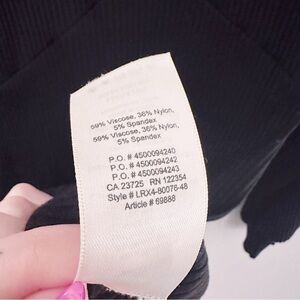 59% Viscose, 36% Nylon,
5% Spandex
59% Viscose, 36% Nylon,
5% Spandex
P.O. # 4500094240
P.O. # 4500094242
P.O. # 4500094243
CA 23725 RN 122354
Style # LRX4-80076-48
Article # 69888